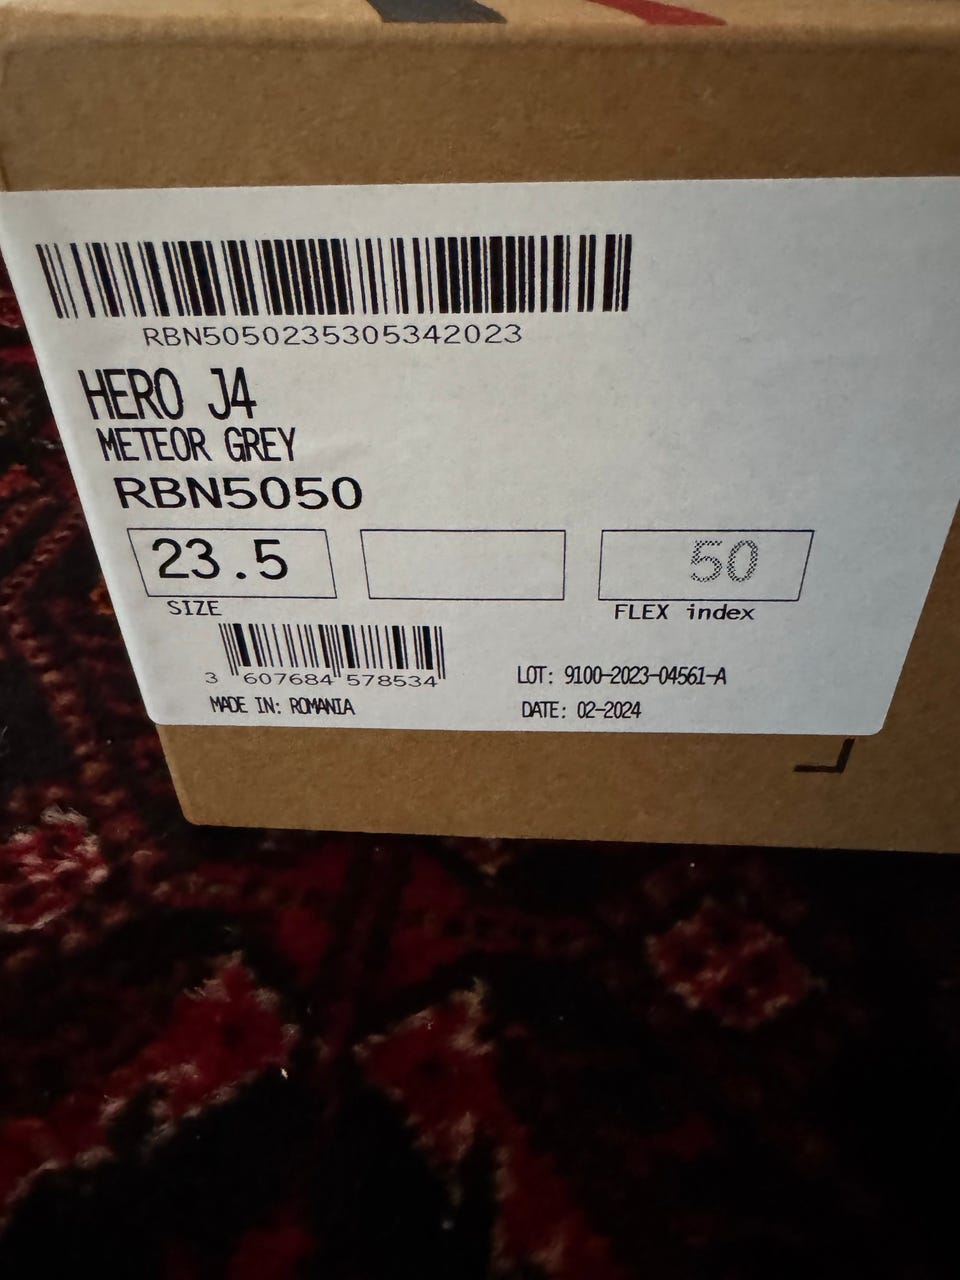 RBN5050235305342023
HERO J4
METEOR GREY
RBN5050
23.5 50
SIZE FLEX index
3 607684 578534
LOT: 9100-2023-04561-A
MADE IN: ROMANIA
DATE: 02-2024